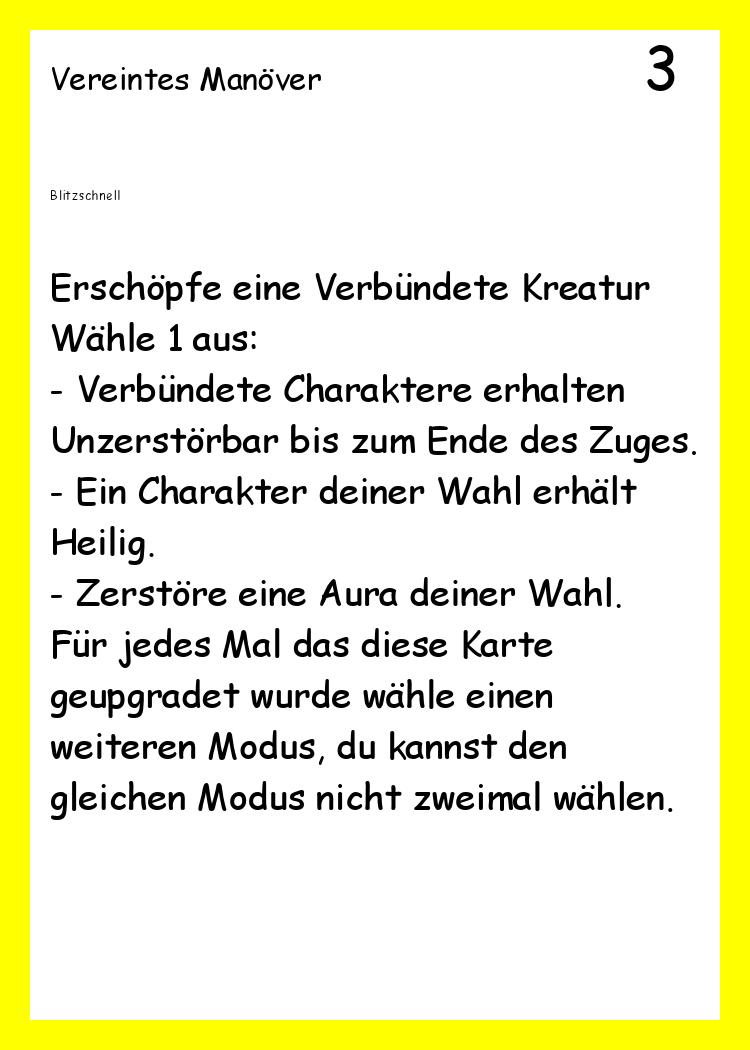 Vereintes Manöver
3
Blitzschnell
Erschöpfe eine Verbündete Kreatur
Wähle 1 aus:
- Verbündete Charaktere erhalten
Unzerstörbar bis zum Ende des Zuges.
- Ein Charakter deiner Wahl erhält
Heilig.
- Zerstöre eine Aura deiner Wahl.
Für jedes Mal das diese Karte
geupgradet wurde wähle einen
weiteren Modus, du kannst den
gleichen Modus nicht zweimal wählen.